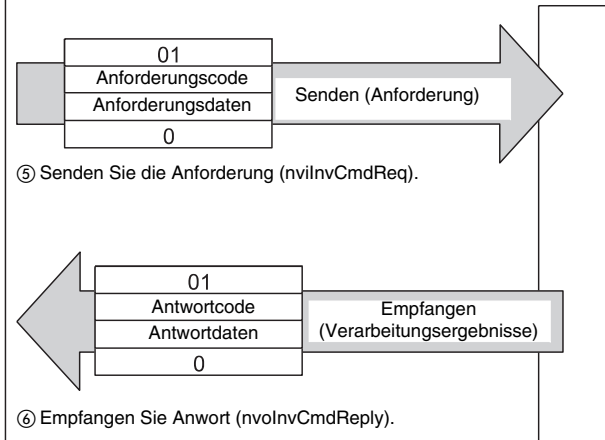 01
Anforderungscode
Anforderungsdaten
0
Senden (Anforderung)
⑤ Senden Sie die Anforderung (nviInvCmdReq).
01
Antwortcode
Antwortdaten
0
Empfangen
(Verarbeitungsergebnisse)
⑥ Empfangen Sie Anwort (nvoInvCmdReply).